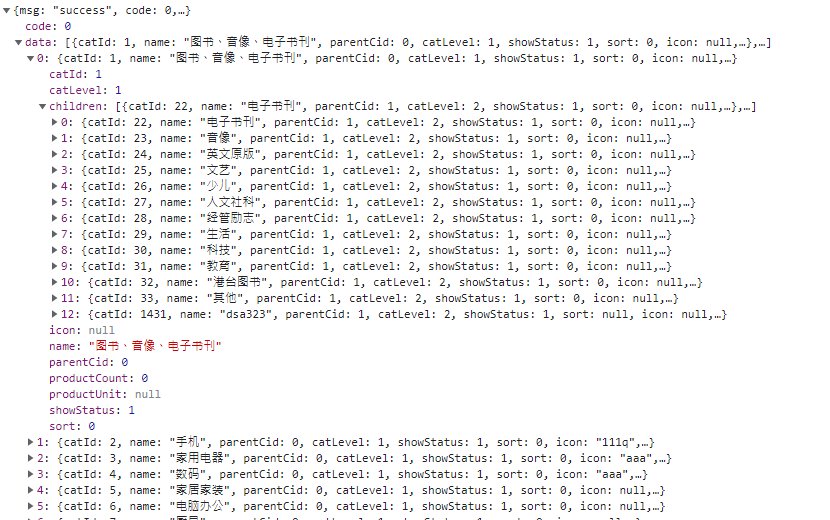 {msg: "success", code: 0,…}
code: 0
data: [{catId: 1, name: "图书、音像、电子书刊", parentCid: 0, catLevel: 1, showStatus: 1, sort: 0, icon: null,…},…]
0: {catId: 1, name: "图书、音像、电子书刊", parentCid: 0, catLevel: 1, showStatus: 1, sort: 0, icon: null,…}
catId: 1
catLevel: 1
children: [{catId: 22, name: "电子书刊", parentCid: 1, catLevel: 2, showStatus: 1, sort: 0, icon: null,…},…]
0: {catId: 22, name: "电子书刊", parentCid: 1, catLevel: 2, showStatus: 1, sort: 0, icon: null,…}
1: {catId: 23, name: "音像", parentCid: 1, catLevel: 2, showStatus: 1, sort: 0, icon: null,…}
2: {catId: 24, name: "英文原版", parentCid: 1, catLevel: 2, showStatus: 1, sort: 0, icon: null,…}
3: {catId: 25, name: "文艺", parentCid: 1, catLevel: 2, showStatus: 1, sort: 0, icon: null,…}
4: {catId: 26, name: "少儿", parentCid: 1, catLevel: 2, showStatus: 1, sort: 0, icon: null,…}
5: {catId: 27, name: "人文社科", parentCid: 1, catLevel: 2, showStatus: 1, sort: 0, icon: null,…}
6: {catId: 28, name: "经管励志", parentCid: 1, catLevel: 2, showStatus: 1, sort: 0, icon: null,…}
7: {catId: 29, name: "生活", parentCid: 1, catLevel: 2, showStatus: 1, sort: 0, icon: null,…}
8: {catId: 30, name: "科技", parentCid: 1, catLevel: 2, showStatus: 1, sort: 0, icon: null,…}
9: {catId: 31, name: "教育", parentCid: 1, catLevel: 2, showStatus: 1, sort: 0, icon: null,…}
10: {catId: 32, name: "港台图书", parentCid: 1, catLevel: 2, showStatus: 1, sort: 0, icon: null,…}
11: {catId: 33, name: "其他", parentCid: 1, catLevel: 2, showStatus: 1, sort: 0, icon: null,…}
12: {catId: 1431, name: "dsa323", parentCid: 1, catLevel: 2, showStatus: 1, sort: null, icon: null,…}
icon: null
name: "图书、音像、电子书刊"
parentCid: 0
productCount: 0
productUnit: null
showStatus: 1
sort: 0
1: {catId: 2, name: "手机", parentCid: 0, catLevel: 1, showStatus: 1, sort: 0, icon: "111q",…}
2: {catId: 3, name: "家用电器", parentCid: 0, catLevel: 1, showStatus: 1, sort: 0, icon: "aaa",…}
3: {catId: 4, name: "数码", parentCid: 0, catLevel: 1, showStatus: 1, sort: 0, icon: "aaa",…}
4: {catId: 5, name: "家居家装", parentCid: 0, catLevel: 1, showStatus: 1, sort: 0, icon: null,…}
5: {catId: 6, name: "电脑办公", parentCid: 0, catLevel: 1, showStatus: 1, sort: 0, icon: null,…}